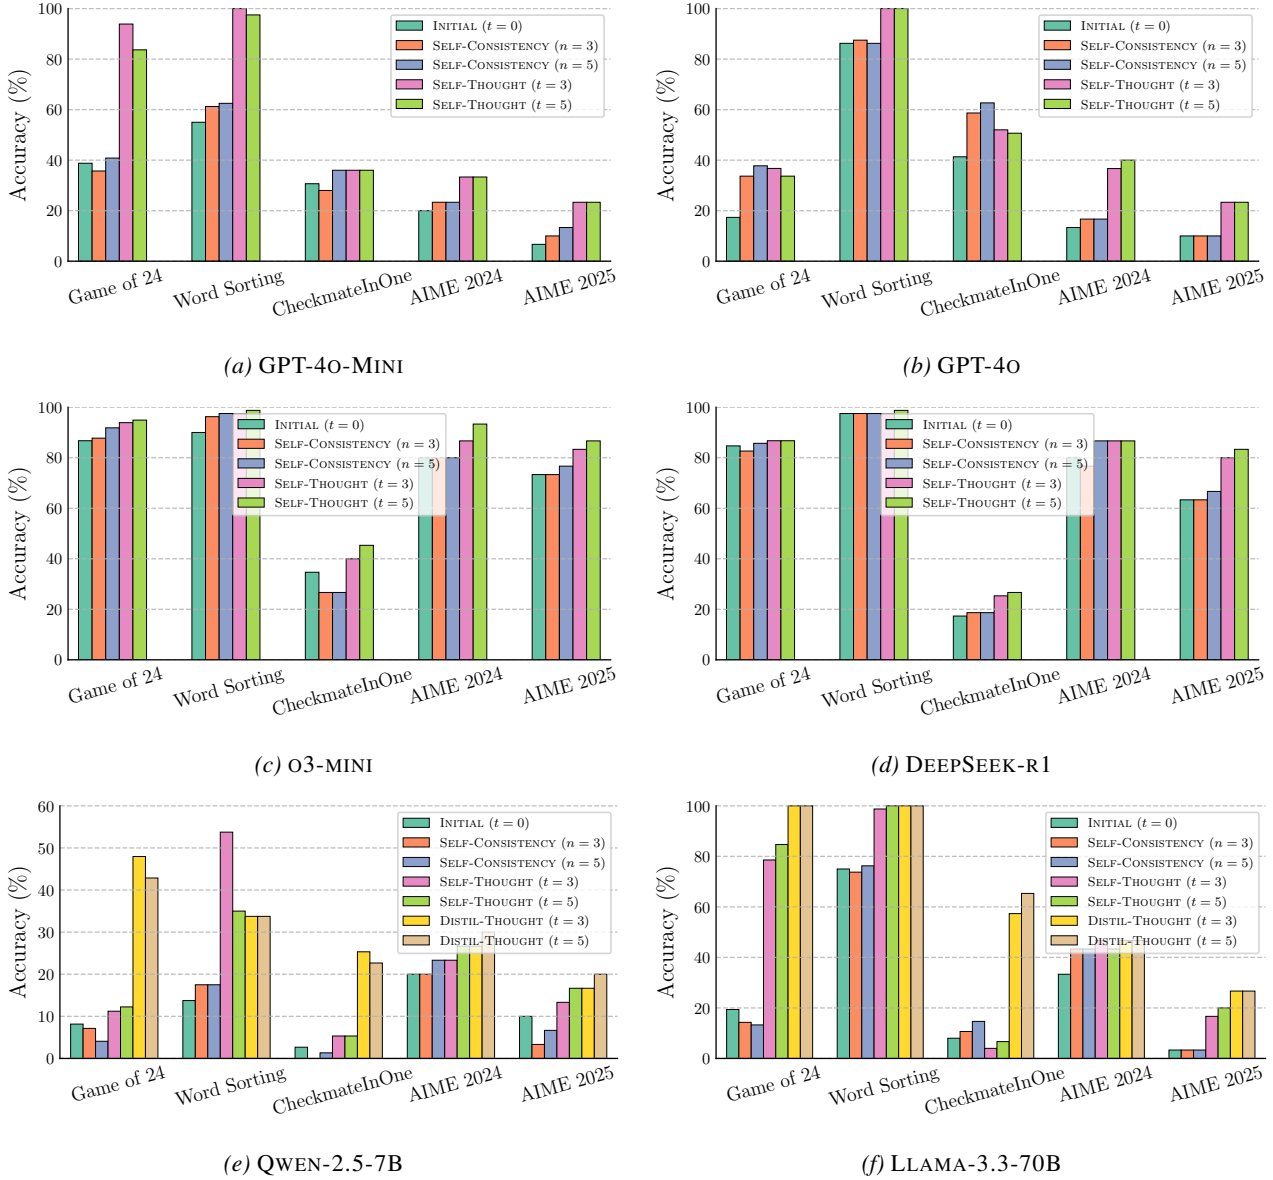 100
80
60
40
20
0
Accuracy (%)
INITIAL (t = 0)
SELF-CONSISTENCY (n = 3)
SELF-CONSISTENCY (n = 5)
SELF-THOUGHT (t = 3)
SELF-THOUGHT (t = 5)
Game of 24
Word Sorting
CheckmateInOne
AIME 2024
AIME 2025
(a) GPT-4O-MINI
100
80
60
40
20
0
Accuracy (%)
INITIAL (t = 0)
SELF-CONSISTENCY (n = 3)
SELF-CONSISTENCY (n = 5)
SELF-THOUGHT (t = 3)
SELF-THOUGHT (t = 5)
Game of 24
Word Sorting
CheckmateInOne
AIME 2024
AIME 2025
(b) GPT-4O
100
80
60
40
20
0
Accuracy (%)
INITIAL (t = 0)
SELF-CONSISTENCY (n = 3)
SELF-CONSISTENCY (n = 5)
SELF-THOUGHT (t = 3)
SELF-THOUGHT (t = 5)
Game of 24
Word Sorting
CheckmateInOne
AIME 2024
AIME 2025
(c) O3-MINI
100
80
60
40
20
0
Accuracy (%)
INITIAL (t = 0)
SELF-CONSISTENCY (n = 3)
SELF-CONSISTENCY (n = 5)
SELF-THOUGHT (t = 3)
SELF-THOUGHT (t = 5)
Game of 24
Word Sorting
CheckmateInOne
AIME 2024
AIME 2025
(d) DEEPSEEK-R1
60
50
40
30
20
10
0
Accuracy (%)
INITIAL (t = 0)
SELF-CONSISTENCY (n = 3)
SELF-CONSISTENCY (n = 5)
SELF-THOUGHT (t = 3)
SELF-THOUGHT (t = 5)
DISTIL-THOUGHT (t = 3)
DISTIL-THOUGHT (t = 5)
Game of 24
Word Sorting
CheckmateInOne
AIME 2024
AIME 2025
(e) QWEN-2.5-7B
100
80
60
40
20
0
Accuracy (%)
INITIAL (t = 0)
SELF-CONSISTENCY (n = 3)
SELF-CONSISTENCY (n = 5)
SELF-THOUGHT (t = 3)
SELF-THOUGHT (t = 5)
DISTIL-THOUGHT (t = 3)
DISTIL-THOUGHT (t = 5)
Game of 24
Word Sorting
CheckmateInOne
AIME 2024
AIME 2025
(f) LLAMA-3.3-70B